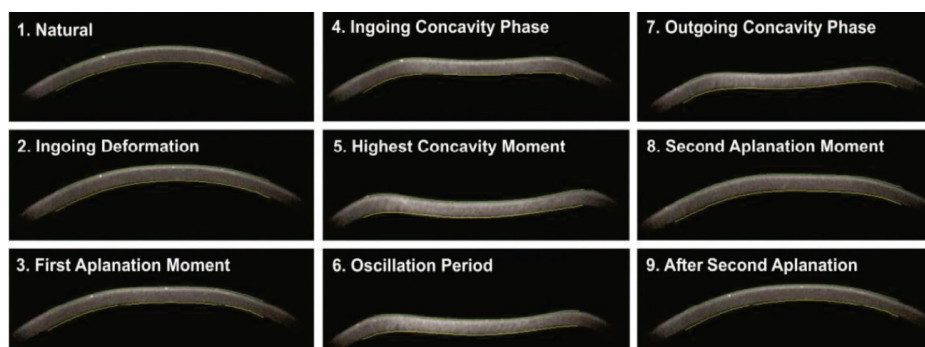 1. Natural
2. Ingoing Deformation
3. First Aplanation Moment
4. Ingoing Concavity Phase
5. Highest Concavity Moment
6. Oscillation Period
7. Outgoing Concavity Phase
8. Second Aplanation Moment
9. After Second Aplanation